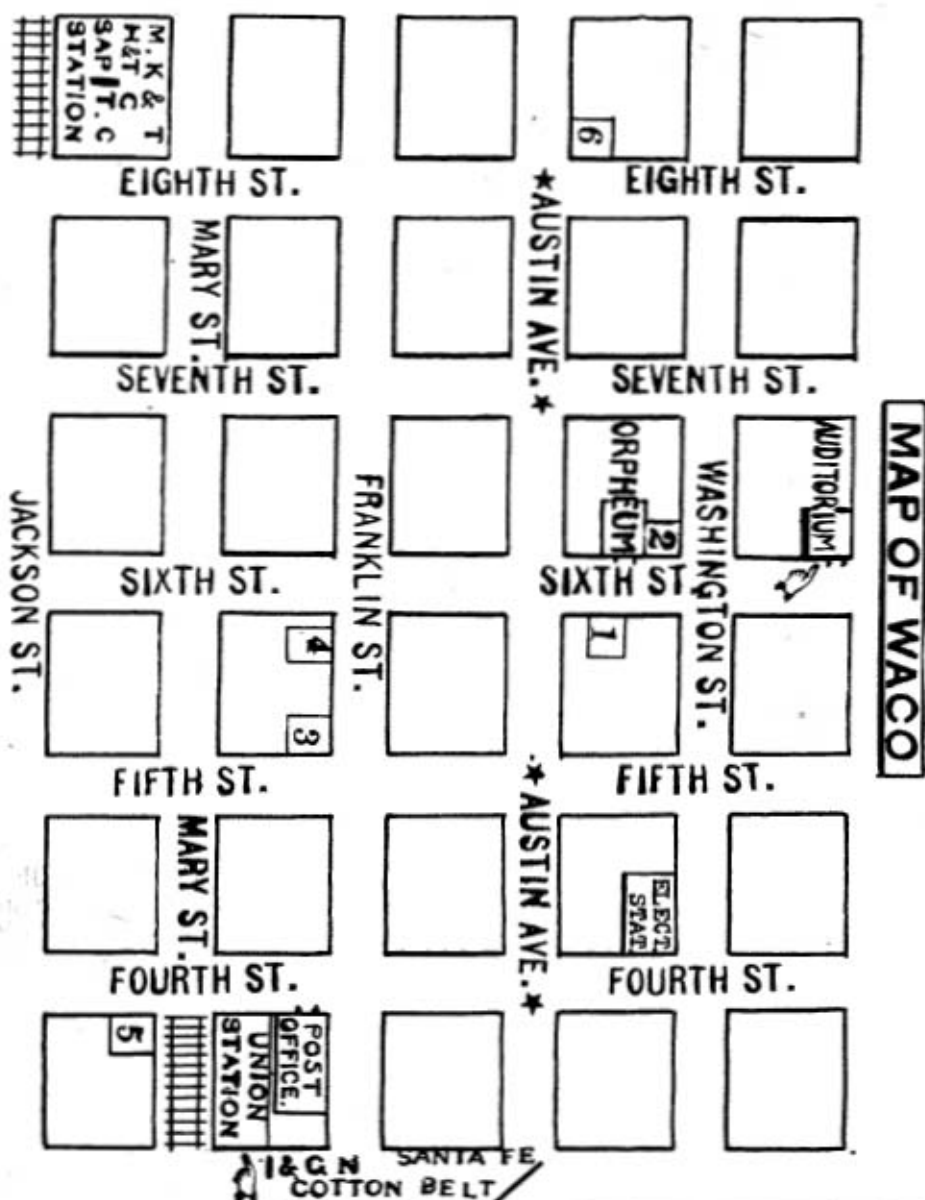 MAP OF WACO
M. K & T
H&T C
SAP / T. C
STATION
6
EIGHTH ST.
EIGHTH ST.
MARY ST.
★AUSTIN AVE.★
SEVENTH ST.
SEVENTH ST.
JACKSON ST.
FRANKLIN ST.
ORPHEUM
2
WASHINGTON ST.
AUDITORIUM
SIXTH ST.
SIXTH ST.
4
3
1
FIFTH ST.
FIFTH ST.
MARY ST.
★AUSTIN AVE.★
ELECT.
STAT
FOURTH ST.
FOURTH ST.
5
POST
OFFICE.
UNION
STATION
I & G N
SANTA FE
COTTON BELT